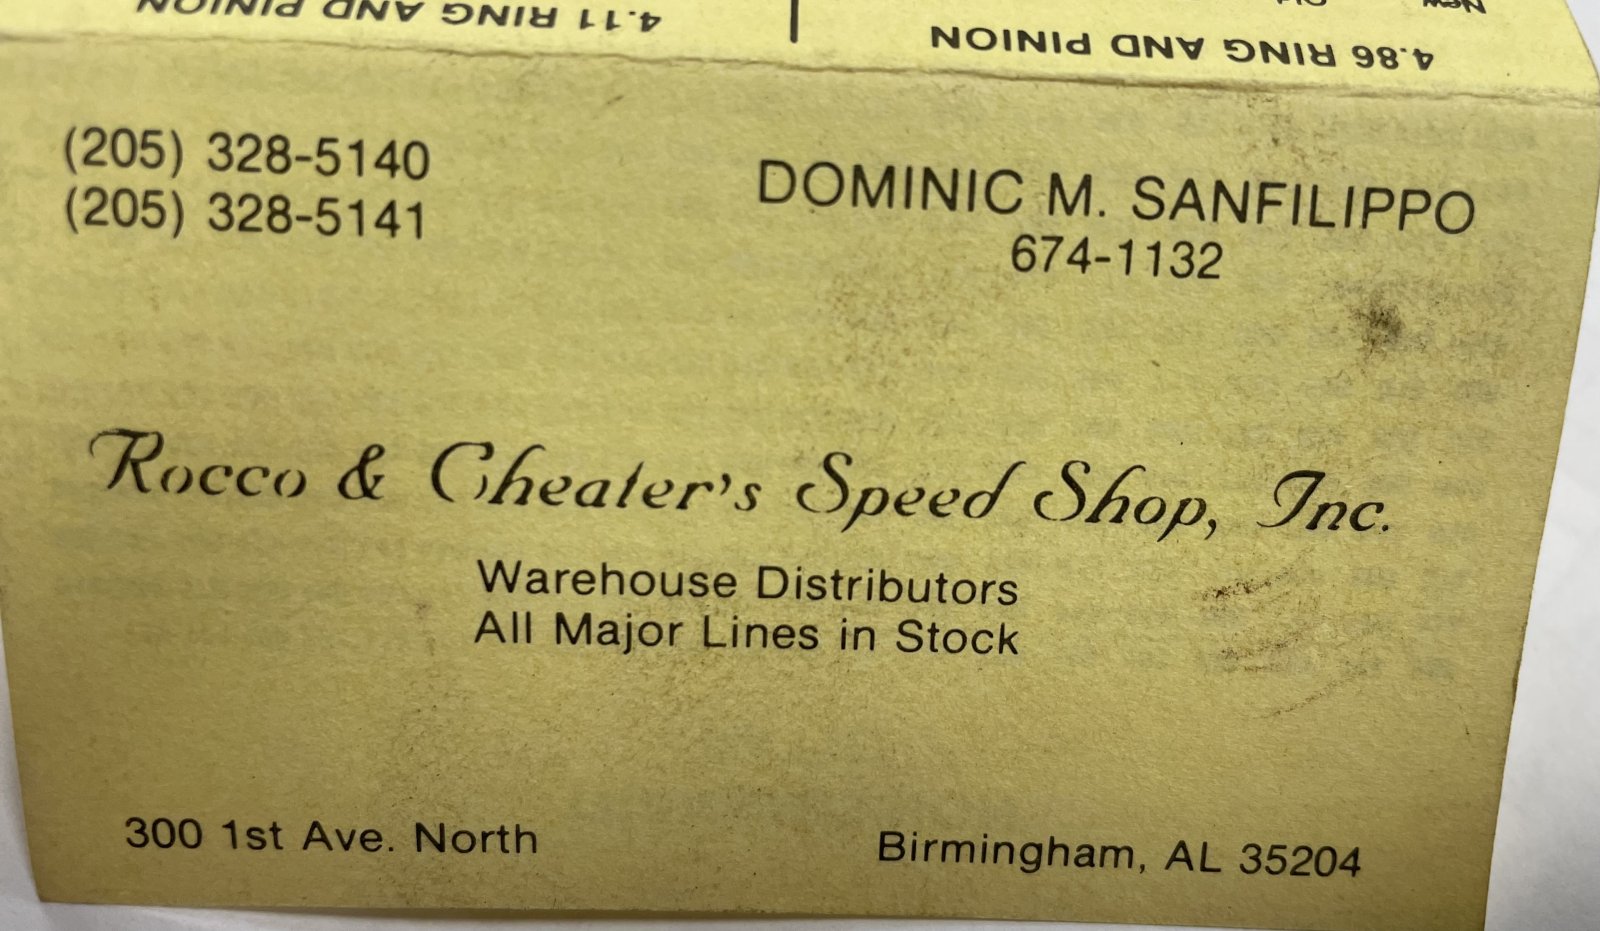 New
4.11 RING AND PINION
4.86 RING AND PINION
(205) 328-5140
(205) 328-5141
DOMINIC M. SANFILIPPO
674-1132
Rocco & Cheater's Speed Shop, Inc.
Warehouse Distributors
All Major Lines in Stock
300 1st Ave. North
Birmingham, AL 35204